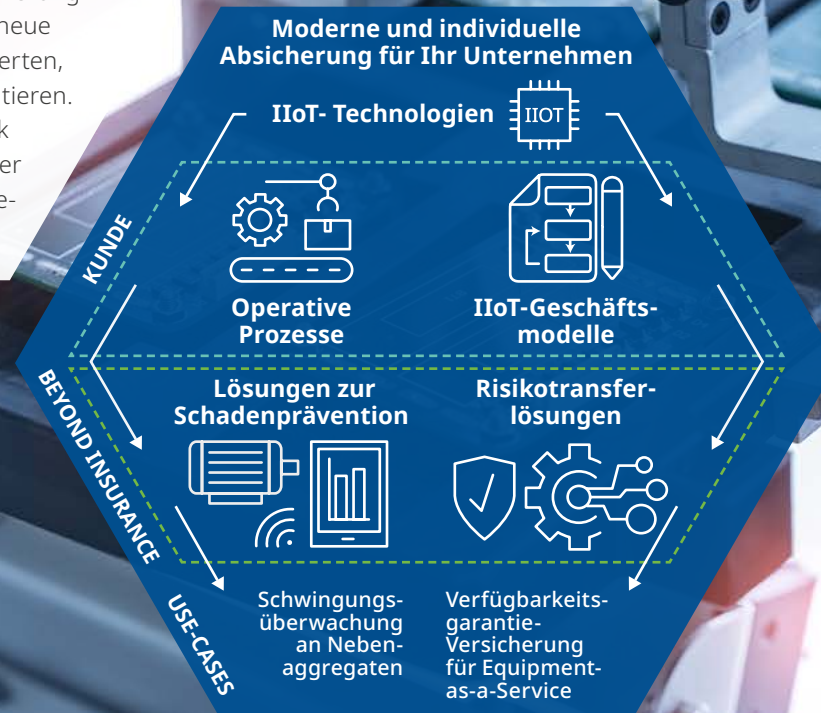 neue
erten,
tieren.
k
er
e-
Moderne und individuelle
Absicherung für Ihr Unternehmen
IIoT- Technologien
IIOT
KUNDE
Operative
Prozesse
IIoT-Geschäfts-
modelle
BEYOND INSURANCE
Lösungen zur
Schadenprävention
Risikotransfer-
lösungen
USE-CASES
Schwingungs-
überwachung
an Neben-
aggregaten
Verfügbarkeits-
garantie-
Versicherung
für Equipment-
as-a-Service